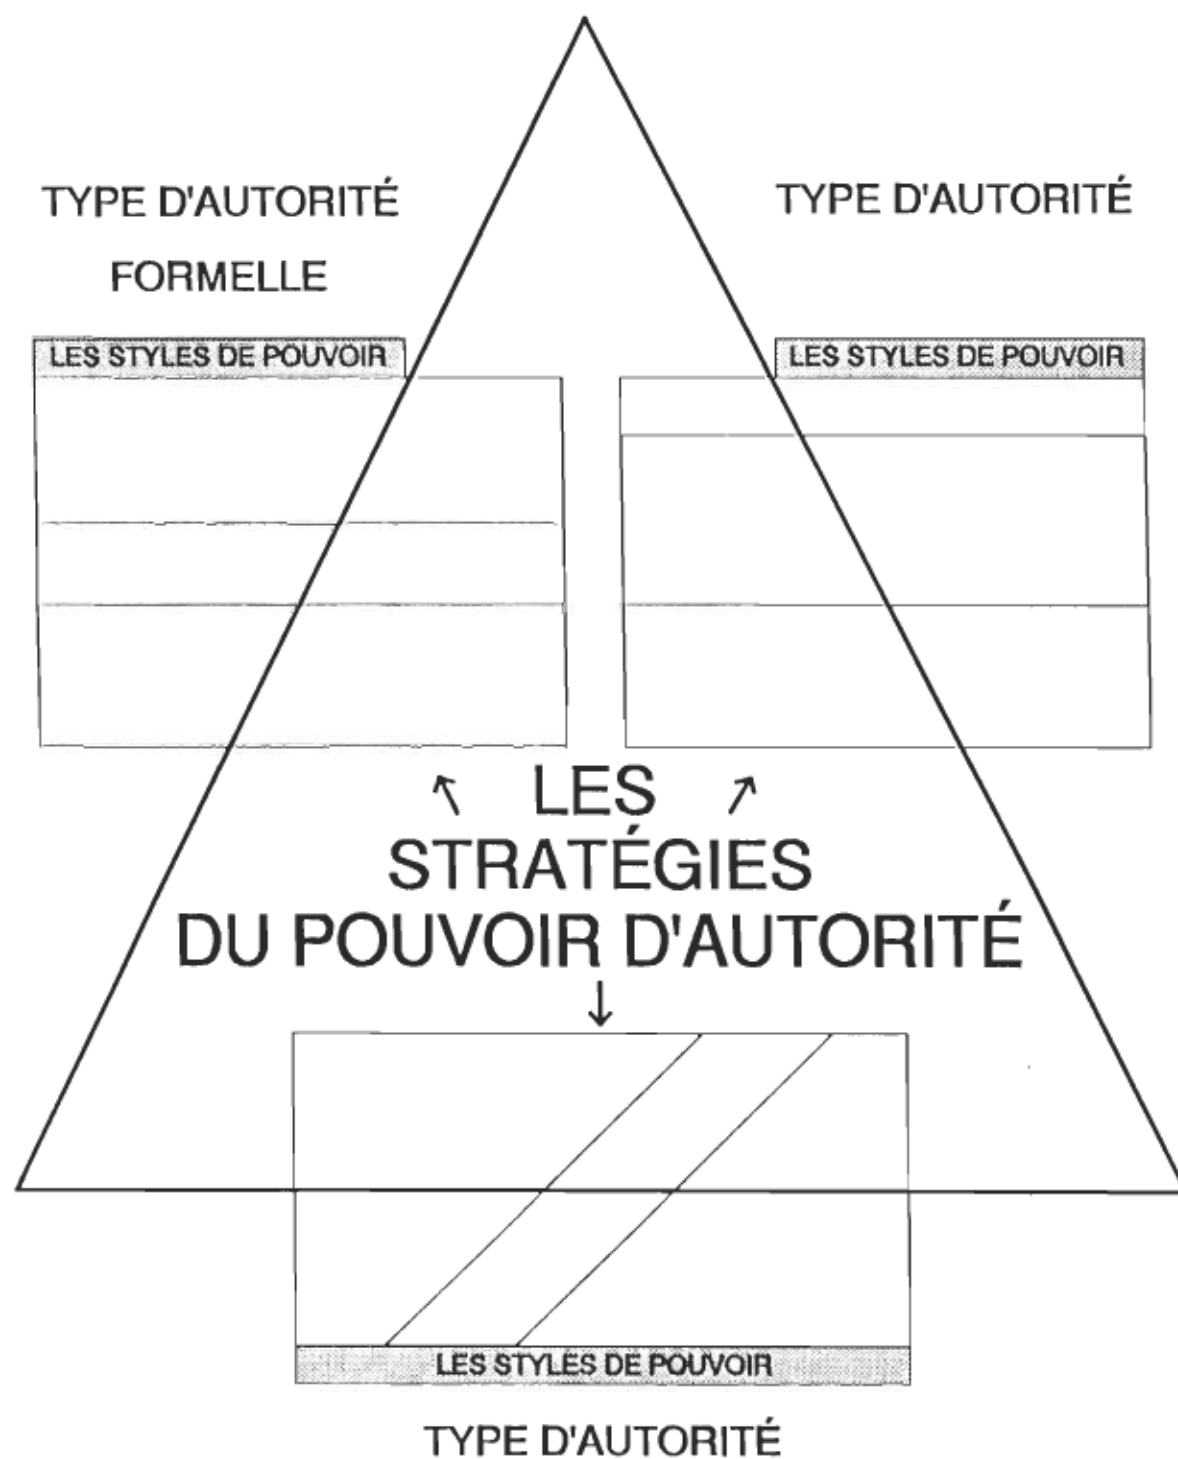 TYPE D'AUTORITÉ
FORMELLE
LES STYLES DE POUVOIR
TYPE D'AUTORITÉ
LES STYLES DE POUVOIR
↖ LES ↗
STRATÉGIES
DU POUVOIR D'AUTORITÉ
↓
LES STYLES DE POUVOIR
TYPE D'AUTORITÉ